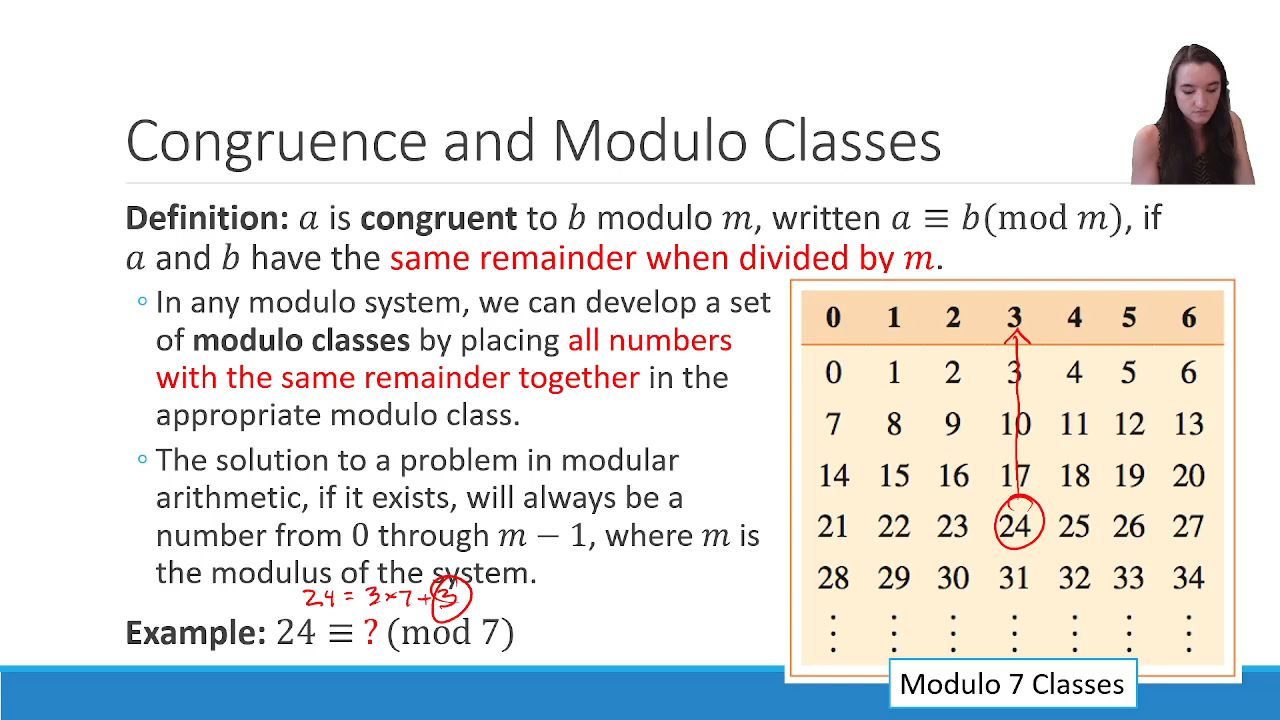 Congruence and Modulo Classes
Definition: a is congruent to b modulo m, written a ≡ b(mod m), if
a and b have the same remainder when divided by m.
◦ In any modulo system, we can develop a set
of modulo classes by placing all numbers
with the same remainder together in the
appropriate modulo class.
◦ The solution to a problem in modular
arithmetic, if it exists, will always be a
number from 0 through m − 1, where m is
the modulus of the system.
24 = 3 × 7 + 3
Example: 24 ≡ ? (mod 7)
0 1 2 3 4 5 6
0 1 2 3 4 5 6
7 8 9 10 11 12 13
14 15 16 17 18 19 20
21 22 23 24 25 26 27
28 29 30 31 32 33 34
⋮ ⋮ ⋮ ⋮ ⋮ ⋮ ⋮
Modulo 7 Classes